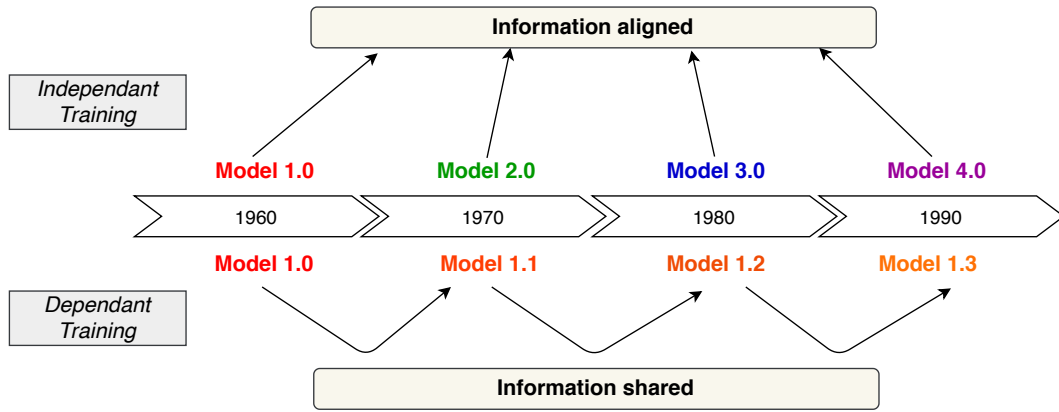 Information aligned
Independant
Training
Model 1.0 Model 2.0 Model 3.0 Model 4.0
1960 1970 1980 1990
Model 1.0 Model 1.1 Model 1.2 Model 1.3
Dependant
Training
Information shared